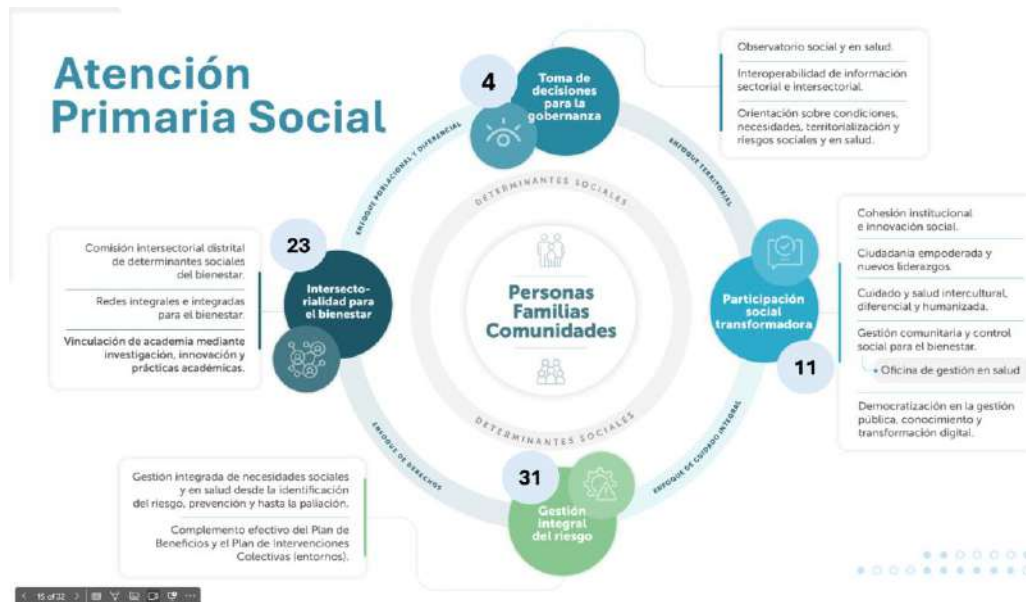 Atención
Primaria Social
4
Toma de
decisiones
para la
gobernanza
Observatorio social y en salud.
Interoperabilidad de información
sectorial e intersectorial.
Orientación sobre condiciones,
necesidades, territorialización y
riesgos sociales y en salud.
ENFOQUE POBLACIONAL Y DIFERENCIAL
ENFOQUE TERRITORIAL
DETERMINANTES SOCIALES
23
Intersecto-
rialidad para
el bienestar
Comisión intersectorial distrital
de determinantes sociales
del bienestar.
Redes integrales e integradas
para el bienestar.
Vinculación de academia mediante
investigación, innovación y
prácticas académicas.
Personas
Familias
Comunidades
Participación
social
transformadora
11
Cohesión institucional
e innovación social.
Ciudadanía empoderada y
nuevos liderazgos.
Cuidado y salud intercultural,
diferencial y humanizada.
Gestión comunitaria y control
social para el bienestar.
Oficina de gestión en salud
Democratización en la gestión
pública, conocimiento y
transformación digital.
DETERMINANTES SOCIALES
ENFOQUE DE DERECHOS
ENFOQUE DE CUIDADO INTEGRAL
31
Gestión
integral
del riesgo
Gestión integrada de necesidades sociales
y en salud desde la identificación
del riesgo, prevención y hasta la paliación.
Complemento efectivo del Plan de
Beneficios y el Plan de Intervenciones
Colectivas (entornos).
15 of 32